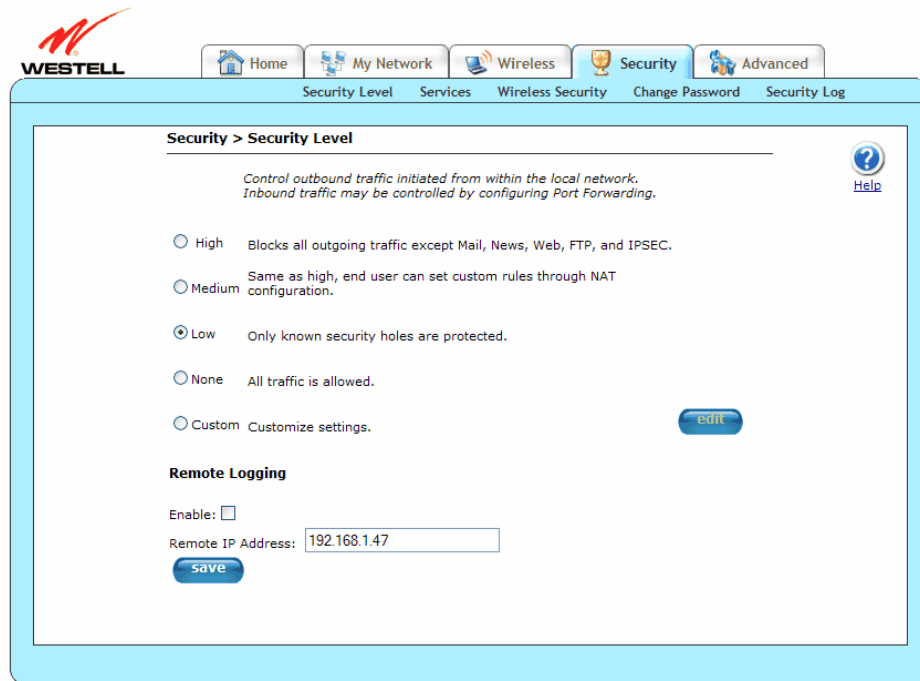 WESTELL
Home
My Network
Wireless
Security
Advanced
Security Level
Services
Wireless Security
Change Password
Security Log
Security > Security Level
Control outbound traffic initiated from within the local network.
Inbound traffic may be controlled by configuring Port Forwarding.
?
Help
High
Blocks all outgoing traffic except Mail, News, Web, FTP, and IPSEC.
Medium
Same as high, end user can set custom rules through NAT
configuration.
Low
Only known security holes are protected.
None
All traffic is allowed.
Custom
Customize settings.
edit
Remote Logging
Enable:
Remote IP Address:
192.168.1.47
save